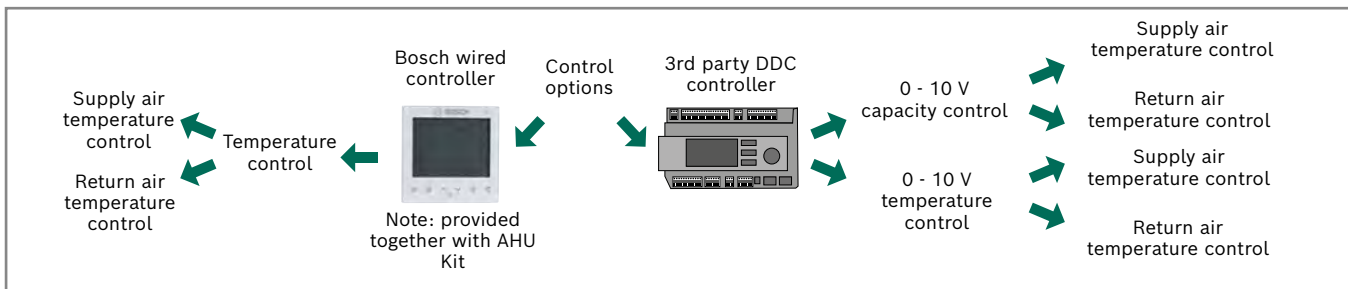 Supply air
temperature control
Bosch wired
controller
Control
options
3rd party DDC
controller
0 - 10 V
capacity control
Supply air
temperature
control
Temperature
control
BOSCH
Return air
temperature control
Return air
temperature
control
Supply air
temperature control
0 - 10 V
temperature
control
Note: provided
together with AHU
Kit
Return air
temperature control